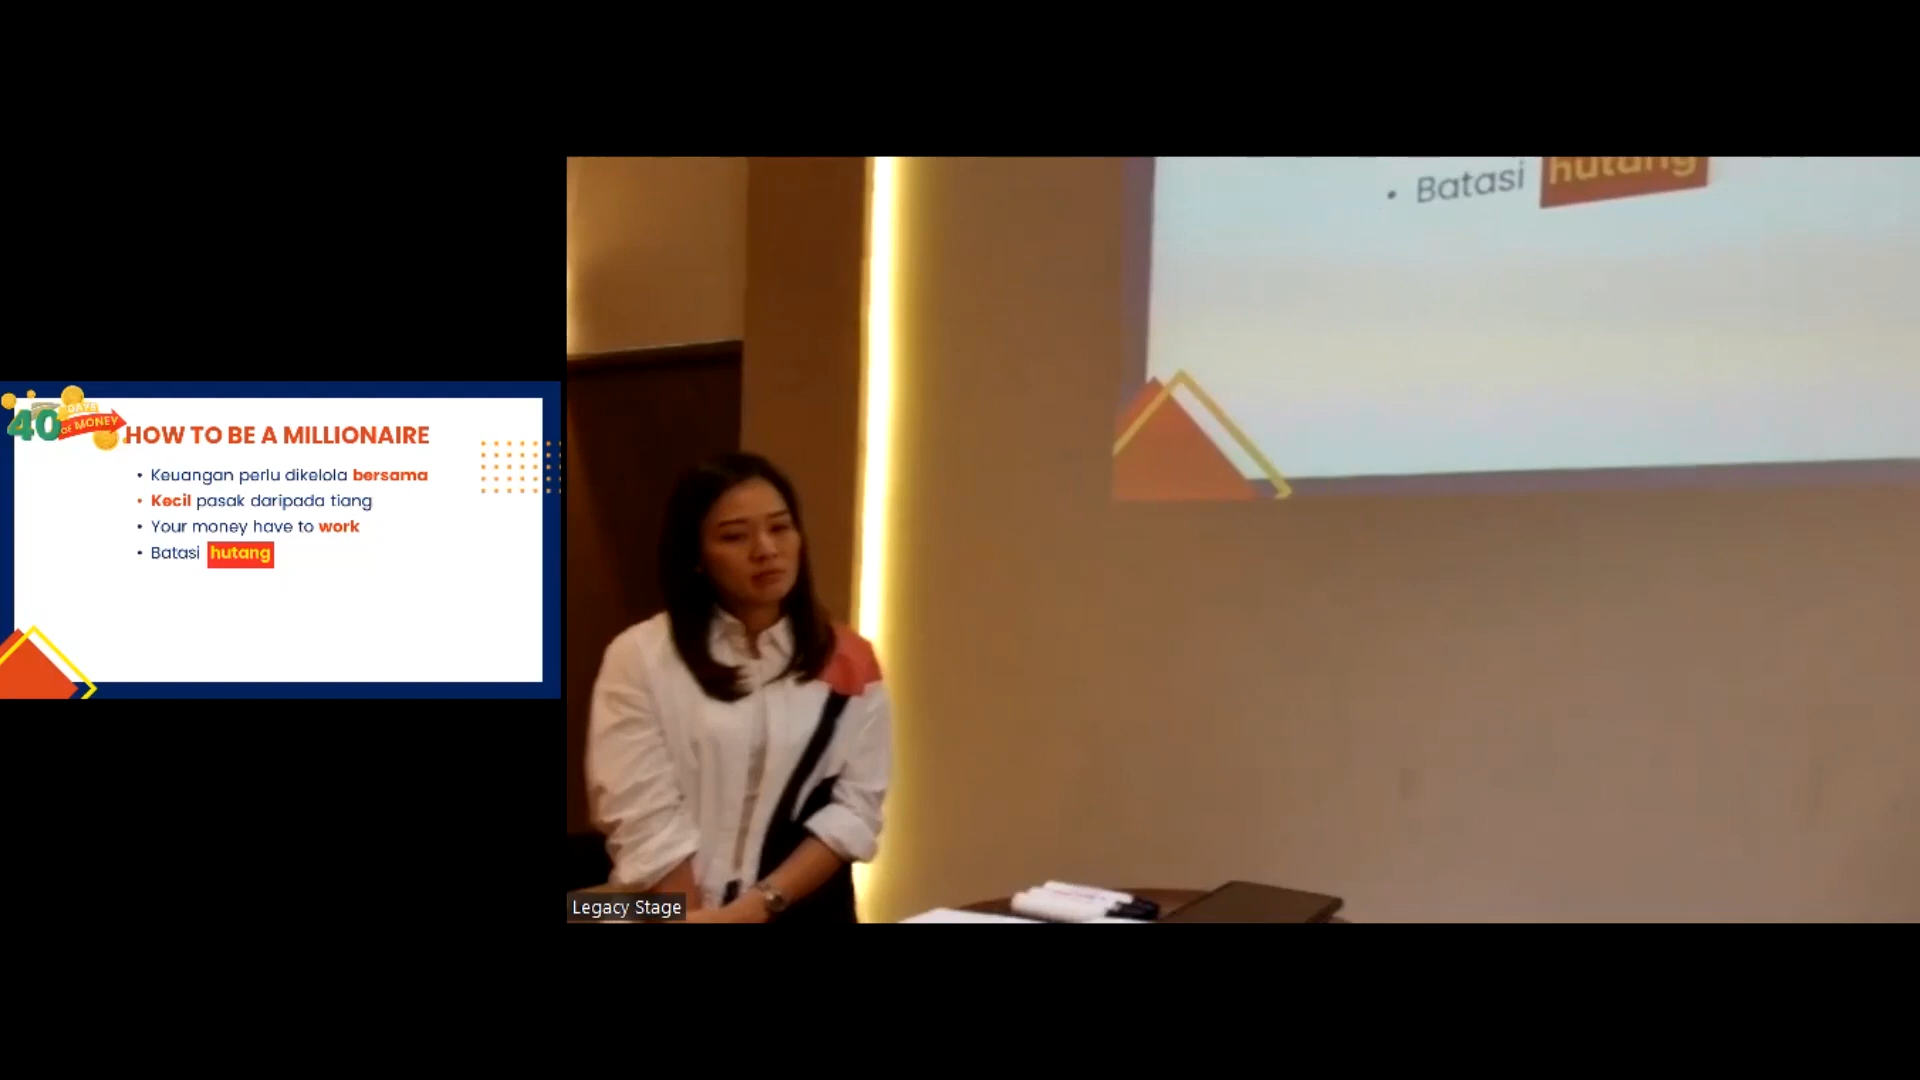 40 DAYS
OF MONEY
HOW TO BE A MILLIONAIRE
• Keuangan perlu dikelola bersama
• Kecil pasak daripada tiang
• Your money have to work
• Batasi hutang
• Batasi hutang
Legacy Stage